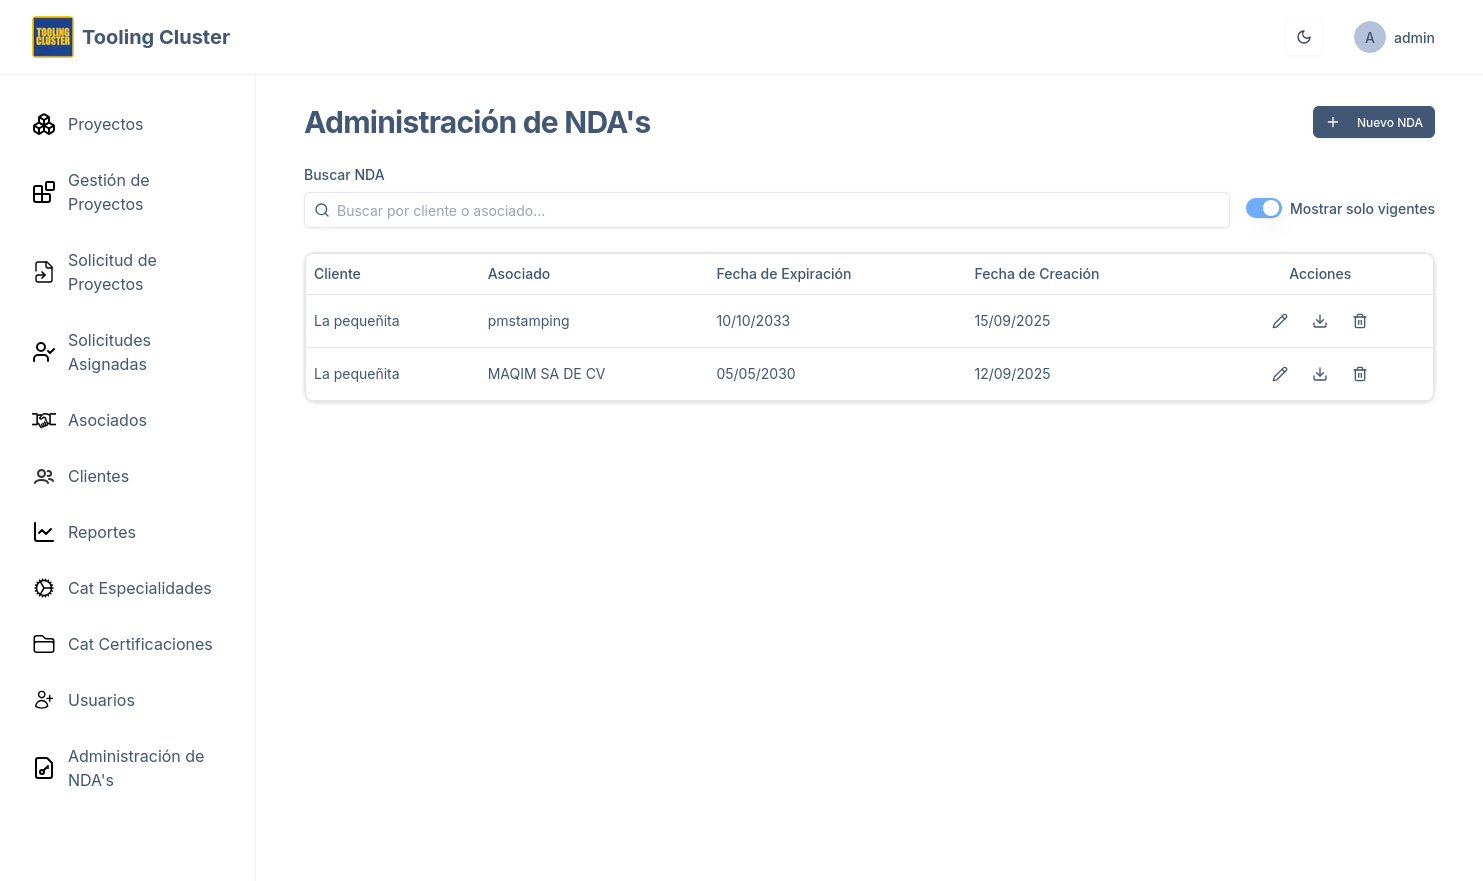 TOOLING
CLUSTER
Tooling Cluster
A
admin
Proyectos
Gestión de
Proyectos
Solicitud de
Proyectos
Solicitudes
Asignadas
Asociados
Clientes
Reportes
Cat Especialidades
Cat Certificaciones
Usuarios
Administración de
NDA's
Administración de NDA's
Nuevo NDA
Buscar NDA
Buscar por cliente o asociado...
Mostrar solo vigentes
Cliente Asociado Fecha de Expiración Fecha de Creación Acciones
La pequeñita pmstamping 10/10/2033 15/09/2025
La pequeñita MAQIM SA DE CV 05/05/2030 12/09/2025